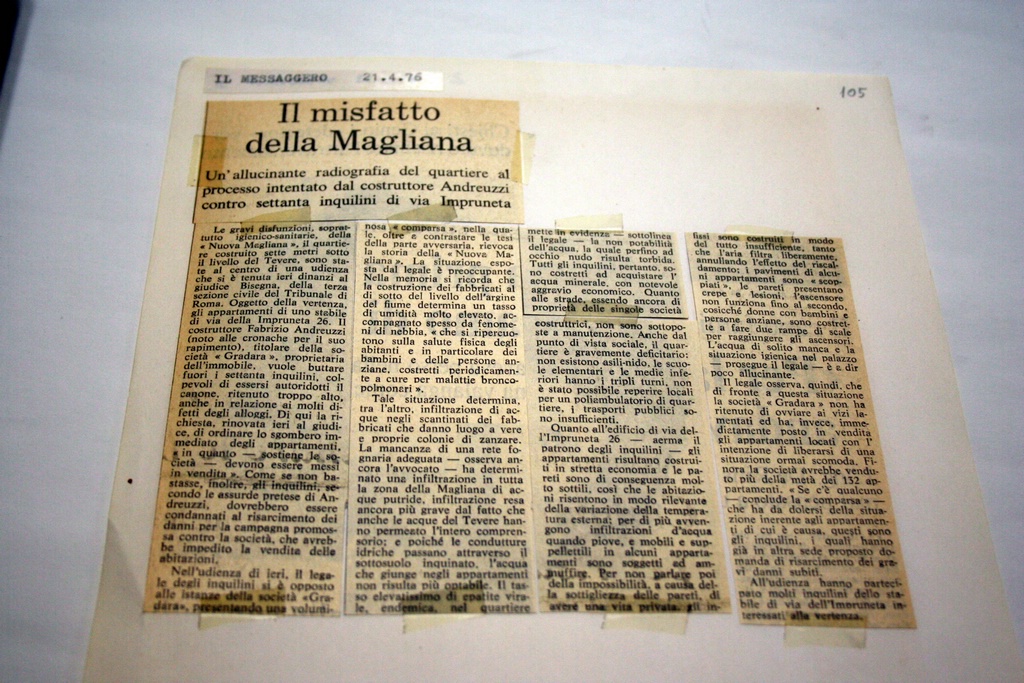 IL MESSAGGERO 21.4.76
105
Il misfatto
della Magliana
Un'allucinante radiografia del quartiere al
processo intentato dal costruttore Andreuzzi
contro settanta inquilini di via Impruneta
Le gravi disfunzioni, soprat-
tutto igienico-sanitarie, della
« Nuova Magliana », il quartie-
re costruito sette metri sotto
il livello del Tevere, sono sta-
te al centro di una udienza
che si è tenuta ieri dinanzi al
giudice Bisegna, della terza
sezione civile del Tribunale di
Roma. Oggetto della vertenza,
gli appartamenti di uno stabile
di via della Impruneta 26. Il
costruttore Fabrizio Andreuzzi
(noto alle cronache per il suo
rapimento), titolare della so-
cietà « Gradara », proprietaria
dell'immobile, vuole buttare
fuori i settanta inquilini, col-
pevoli di essersi autoridotti il
canone, ritenuto troppo alto,
anche in relazione ai molti di-
fetti degli alloggi. Di qui la ri-
chiesta, rinovata ieri al giudi-
ce, di ordinare lo sgombero im-
mediato degli appartamenti,
« in quanto — sostiene la so-
cietà — devono essere messi
in vendita ». Come se non ba-
stasse, inoltre, gli inquilini, se-
condo le assurde pretese di An-
dreuzzi, dovrebbero essere
condannati al risarcimento dei
danni per la campagna promos-
sa contro la società, che avreb-
be impedito la vendita delle
abitazioni.
Nell'udienza di ieri, il lega-
le degli inquilini si è opposto
alle istanze della società «Gra-
dara», presentando una volumi-
nosa « comparsa », nella qua-
le, oltre a contrastare le tesi
della parte avversaria, rievoca
la storia della « Nuova Ma-
gliana ». La situazione espo-
sta dal legale è preoccupante.
Nella memoria si ricorda che
la costruzione dei fabbricati al
di sotto del livello dell'argine
del fiume determina un tasso
di umidità molto elevato, ac-
compagnato spesso da fenome-
ni di nebbia, « che si ripercuo-
tono sulla salute fisica degli
abitanti e in particolare dei
bambini e delle persone an-
ziane, costretti periodicamen-
te a cure per malattie bronco-
polmonari ».
Tale situazione determina,
tra l'altro, infiltrazione di ac-
que negli scantinati dei fab-
bricati che danno luogo a vere
e proprie colonie di zanzare.
La mancanza di una rete fo-
gnaria adeguata — osserva an-
cora l'avvocato — ha determi-
nato una infiltrazione in tutta
la zona della Magliana di ac-
que putride, infiltrazione resa
ancora più grave dal fatto che
anche le acque del Tevere han-
no permeato l'intero compren-
sorio; e poiché le condutture
idriche passano attraverso il
sottosuolo inquinato, l'acqua
che giunge negli appartamenti
non risulta più potabile. Il tas-
so elevatissimo di epatite vira-
le, endemica, nel quartiere
mette in evidenza — sottolinea
il legale — la non potabilità
dell'acqua, la quale perfino ad
occhio nudo risulta torbida.
Tutti gli inquilini, pertanto, so-
no costretti ad acquistare l'
acqua minerale, con notevole
aggravio economico. Quanto
alle strade, essendo ancora di
proprietà delle singole società
costruttrici, non sono sottopo-
ste a manutenzione. Anche dal
punto di vista sociale, il quar-
tiere è gravemente deficitario:
non esistono asili-nido, le scuo-
le elementari e le medie infe-
riori hanno i tripli turni, non
è stato possibile reperire locali
per un poliambulatorio di quar-
tiere, i trasporti pubblici so-
no insufficienti.
Quanto all'edificio di via del-
l'Impruneta 26 — aerma il
patrono degli inquilini — gli
appartamenti risultano costrui-
ti in stretta economia e le pa-
reti sono di conseguenza mol-
to sottili, così che le abitazio-
ni risentono in modo rilevante
della variazione della tempera-
tura esterna; per di più avven-
gono infiltrazioni d'acqua
quando piove, e mobili e sup-
pellettili in alcuni apparta-
menti sono soggetti ad am-
muffire. Per non parlare poi
della impossibilità, a causa del-
la sottigliezza delle pareti, di
avere una vita privata. gli in-
fissi sono costruiti in modo
del tutto insufficiente, tanto
che l'aria filtra liberamente,
annullando l'effetto del riscal-
damento; i pavimenti di alcu-
ni appartamenti sono « scop-
piati », le pareti presentano
crepe e lesioni, l'ascensore
non funziona fino al secondo,
cosicché donne con bambini e
persone anziane, sono costret-
te a fare due rampe di scale
per raggiungere gli ascensori.
L'acqua di solito manca e la
situazione igienica nel palazzo
— prosegue il legale — è a dir
poco allucinante.
Il legale osserva, quindi, che
di fronte a questa situazione
la società « Gradara » non ha
ritenuto di ovviare ai vizi la-
mentati ed ha, invece, imme-
diatamente posto in vendita
gli appartamenti locati con l'
intenzione di liberarsi di una
situazione ormai scomoda. Fi-
nora la società avrebbe vendu-
to più della metà dei 132 ap-
partamenti. « Se c'è qualcuno
— conclude la « comparsa » —
che ha da dolersi della situa-
zione inerente agli appartamen-
ti di cui è causa, questi sono
gli inquilini, i quali hanno
già in altra sede proposto do-
manda di risarcimento dei gra-
vi danni subiti.
All'udienza hanno parteci-
pato molti inquilini dello sta-
bile di via dell'Impruneta in-
teressati alla vertenza.